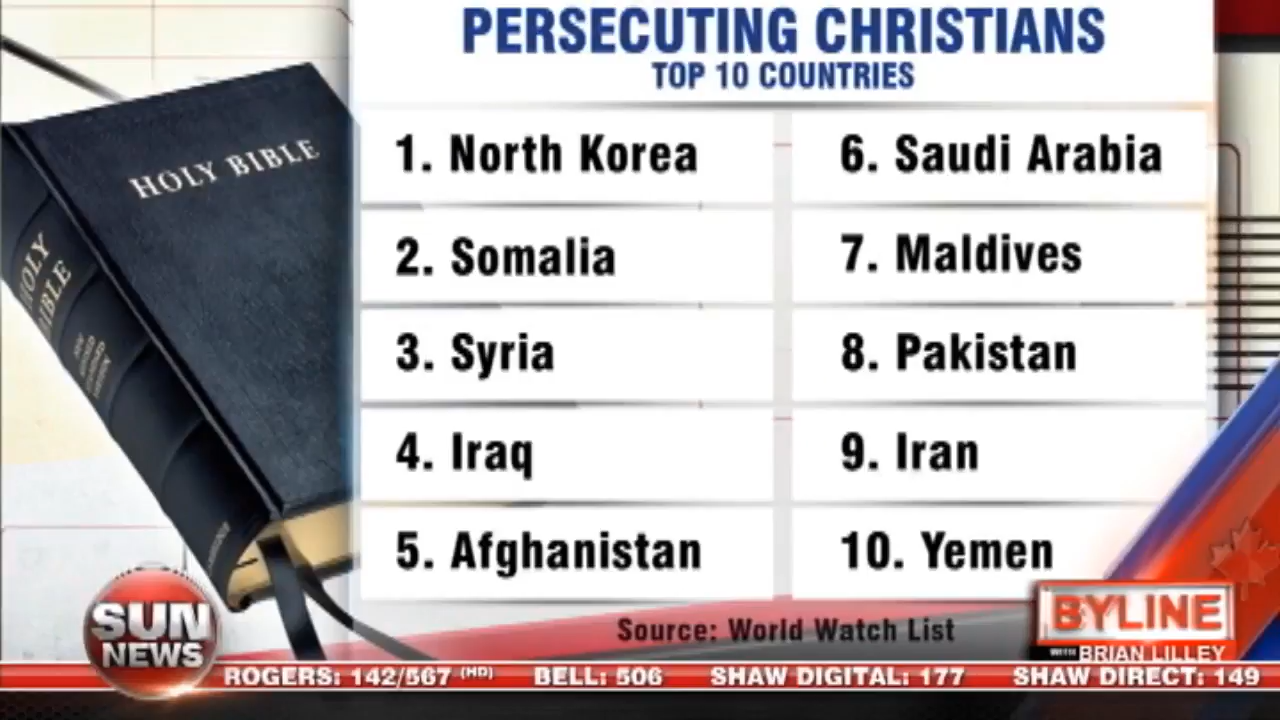 PERSECUTING CHRISTIANS
TOP 10 COUNTRIES
HOLY BIBLE
HOLY
BIBLE
1. North Korea
2. Somalia
3. Syria
4. Iraq
5. Afghanistan
6. Saudi Arabia
7. Maldives
8. Pakistan
9. Iran
10. Yemen
Source: World Watch List
BYLINE
WITH BRIAN LILLEY
SUN
NEWS
ROGERS: 142/567 (HD) BELL: 506 SHAW DIGITAL: 177 SHAW DIRECT: 149